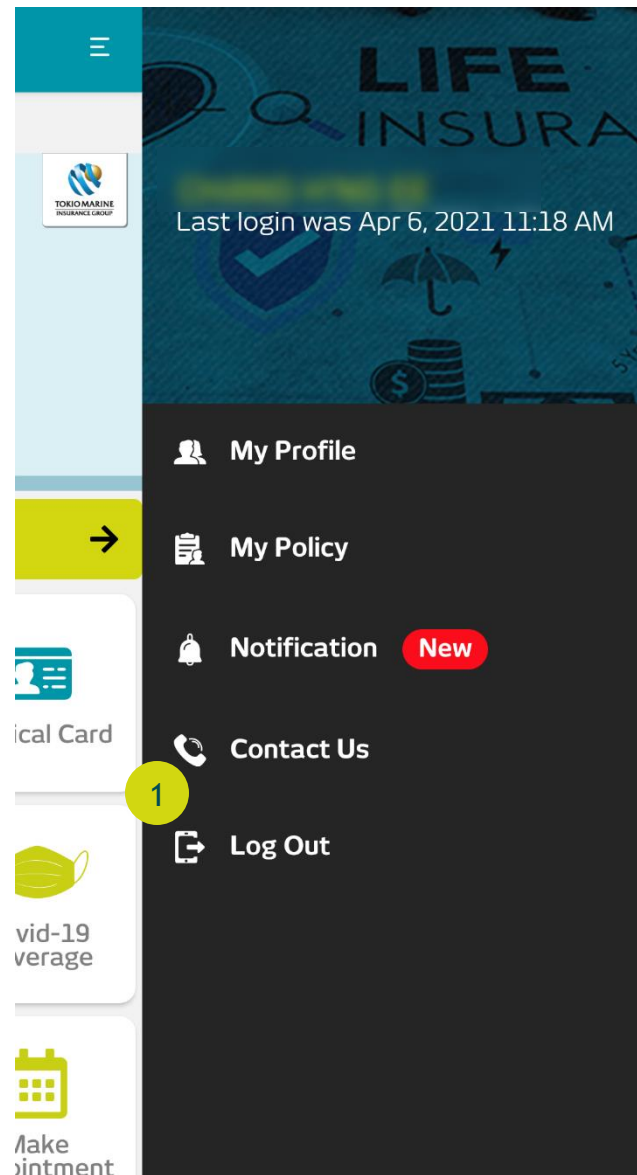 LIFE
INSURA
TOKIO MARINE
INSURANCE GROUP
Last login was Apr 6, 2021 11:18 AM
$
My Profile
My Policy
Notification New
ical Card
Contact Us
1
Log Out
vid-19
verage
Make
ointment